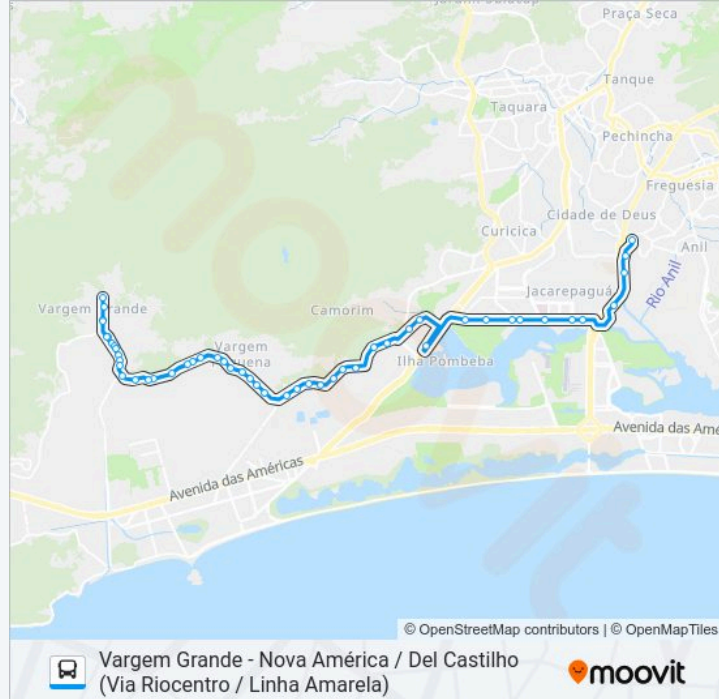 Praça Seca
Tanque
Taquara
Pechincha
Freguesia
Cidade de Deus
Curicica
Anil
Rio Anil
Jacarepaguá
Vargem Grande
Camorim
Vargem
Ilha Pombeba
Avenida das Amé
Avenida das Américas
© OpenStreetMap contributors | © OpenMapTiles
Vargem Grande - Nova América / Del Castilho
(Via Riocentro / Linha Amarela)
moovit